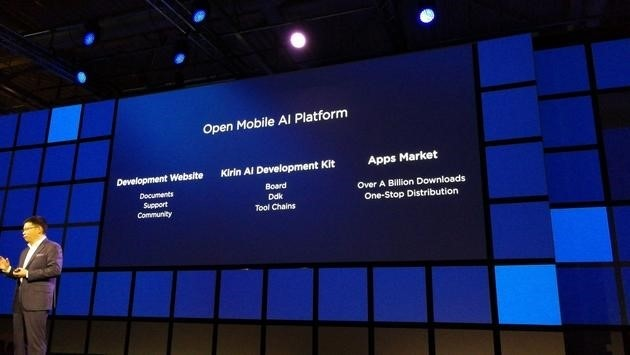 Open Mobile AI Platform
Development Website
Documents
Support
Community
Kirin AI Development Kit
Board
Ddk
Tool Chains
Apps Market
Over A Billion Downloads
One-Stop Distribution